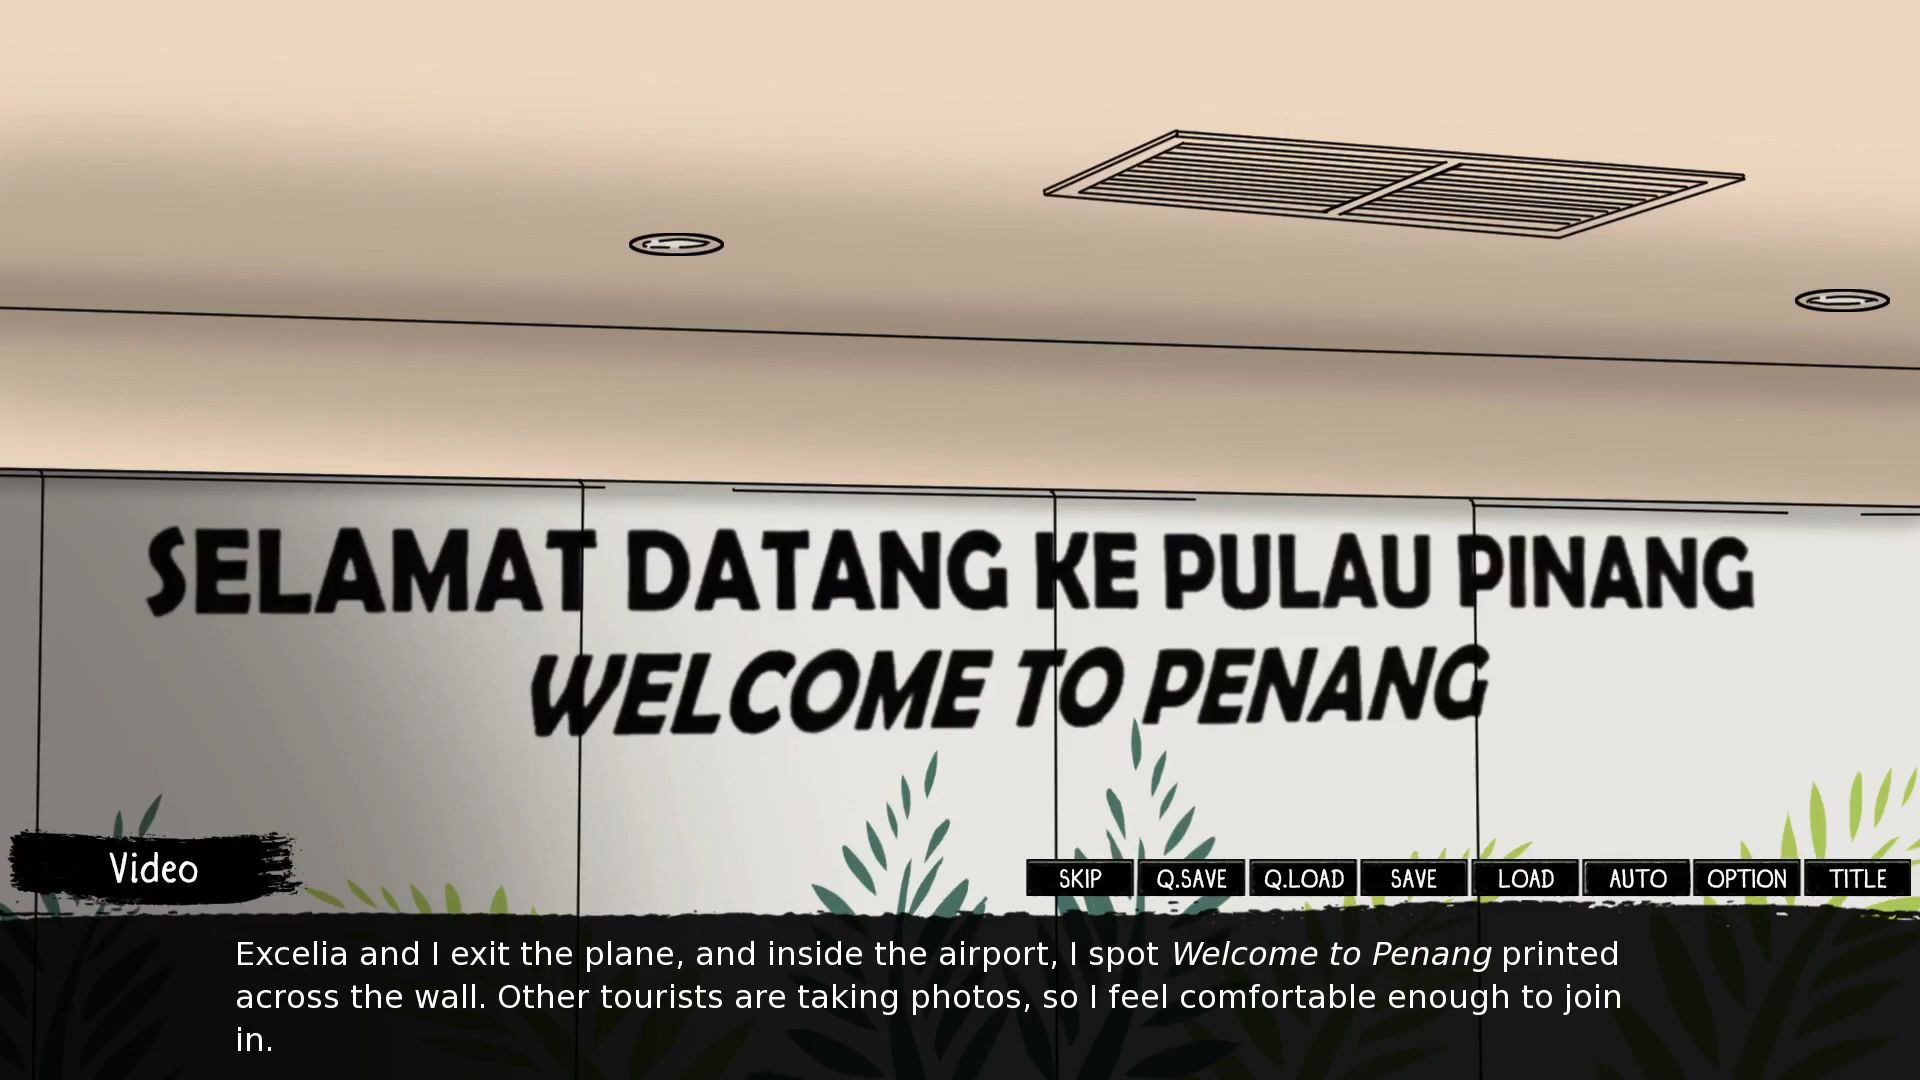 SELAMAT DATANG KE PULAU PINANG
WELCOME TO PENANG
Video
SKIP Q.SAVE Q.LOAD SAVE LOAD AUTO OPTION TITLE
Excelia and I exit the plane, and inside the airport, I spot Welcome to Penang printed
across the wall. Other tourists are taking photos, so I feel comfortable enough to join
in.